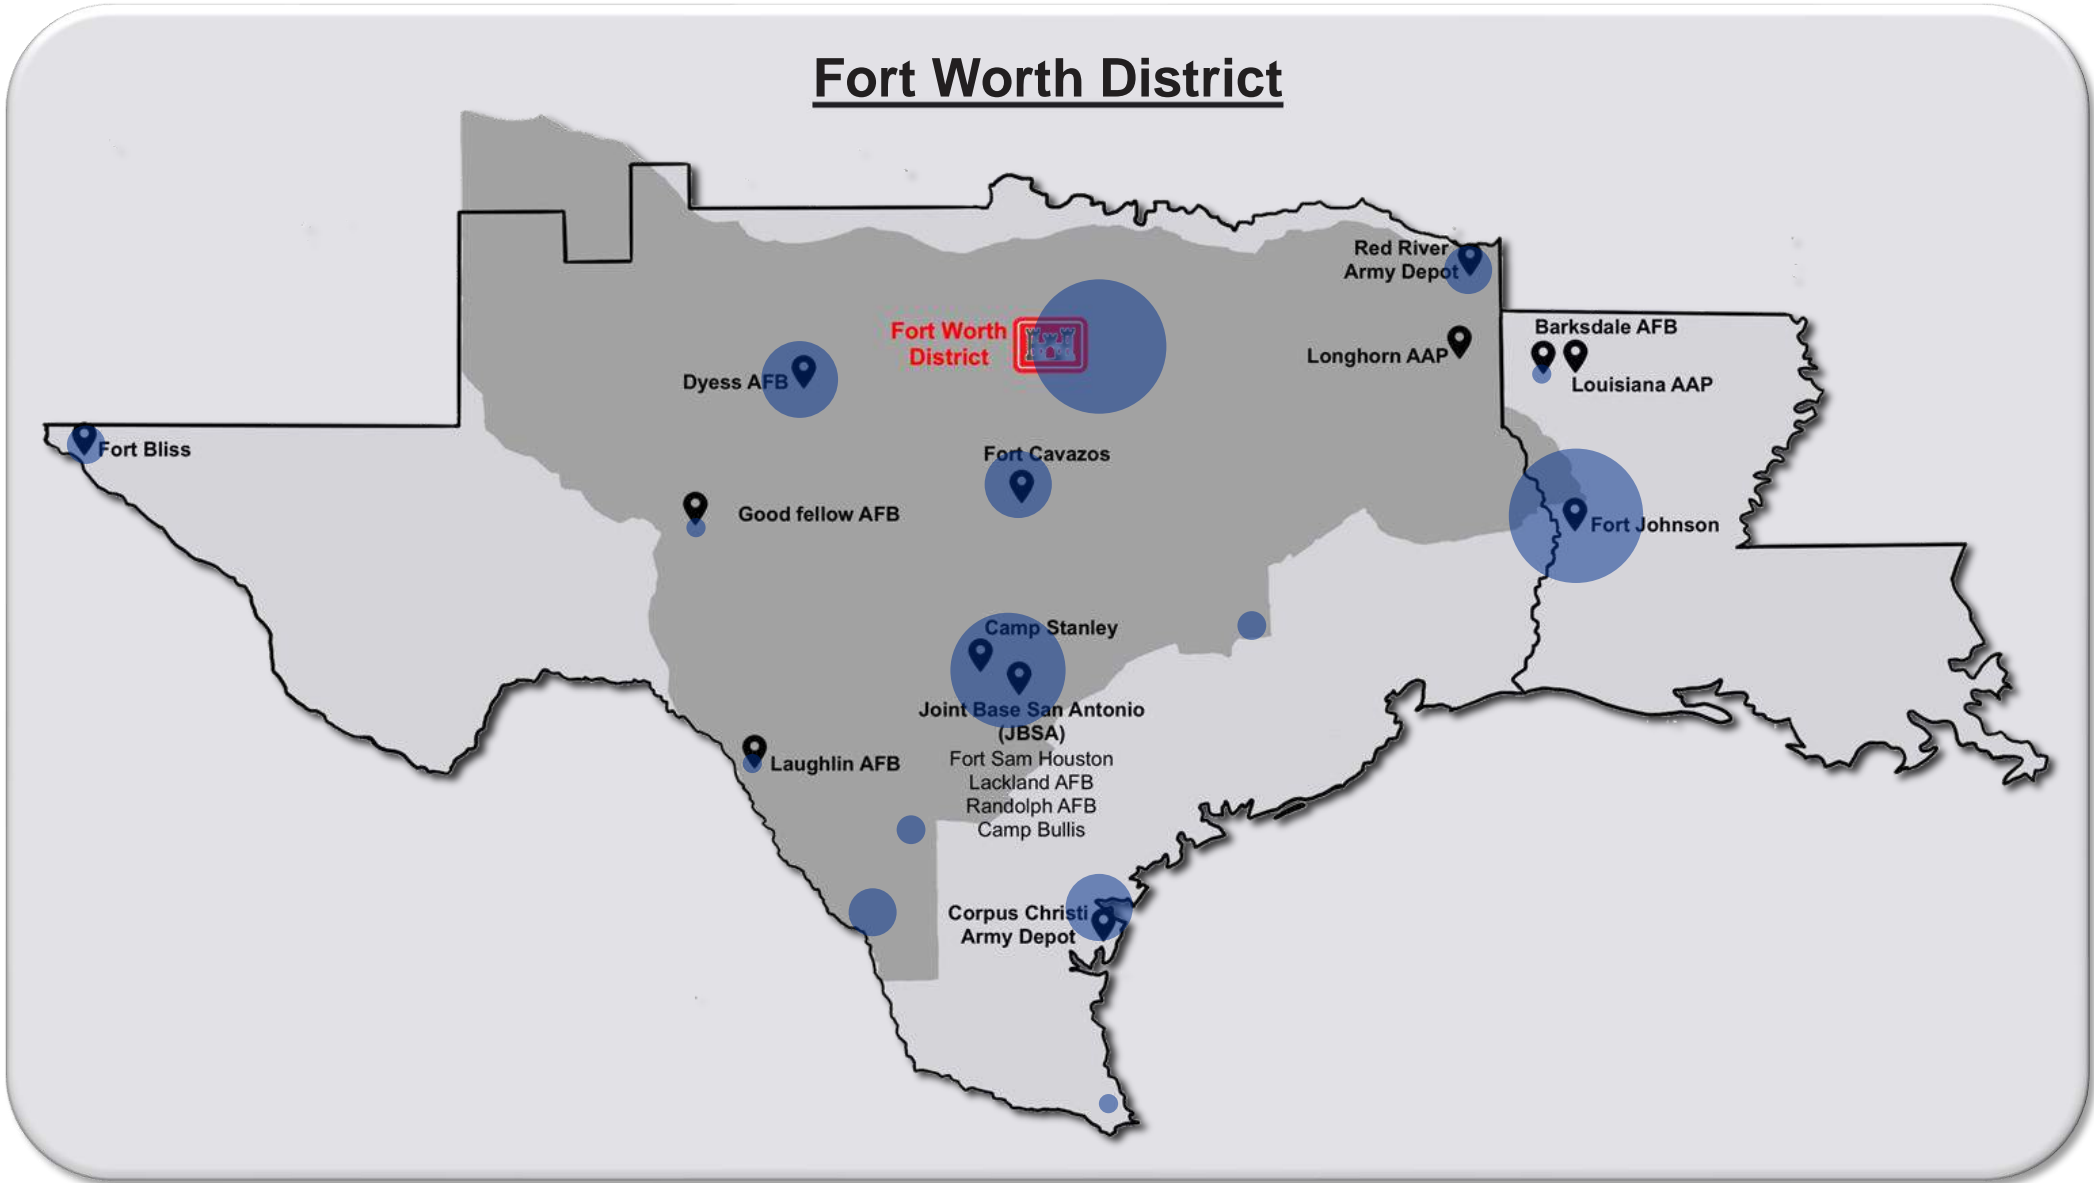 Fort Worth District
Red River
Army Depot
Fort Worth
District
Barksdale AFB
Longhorn AAP
Dyess AFB
Louisiana AAP
Fort Bliss
Fort Cavazos
Good fellow AFB
Fort Johnson
Camp Stanley
Joint Base San Antonio
(JBSA)
Fort Sam Houston
Lackland AFB
Randolph AFB
Camp Bullis
Laughlin AFB
Corpus Christi
Army Depot